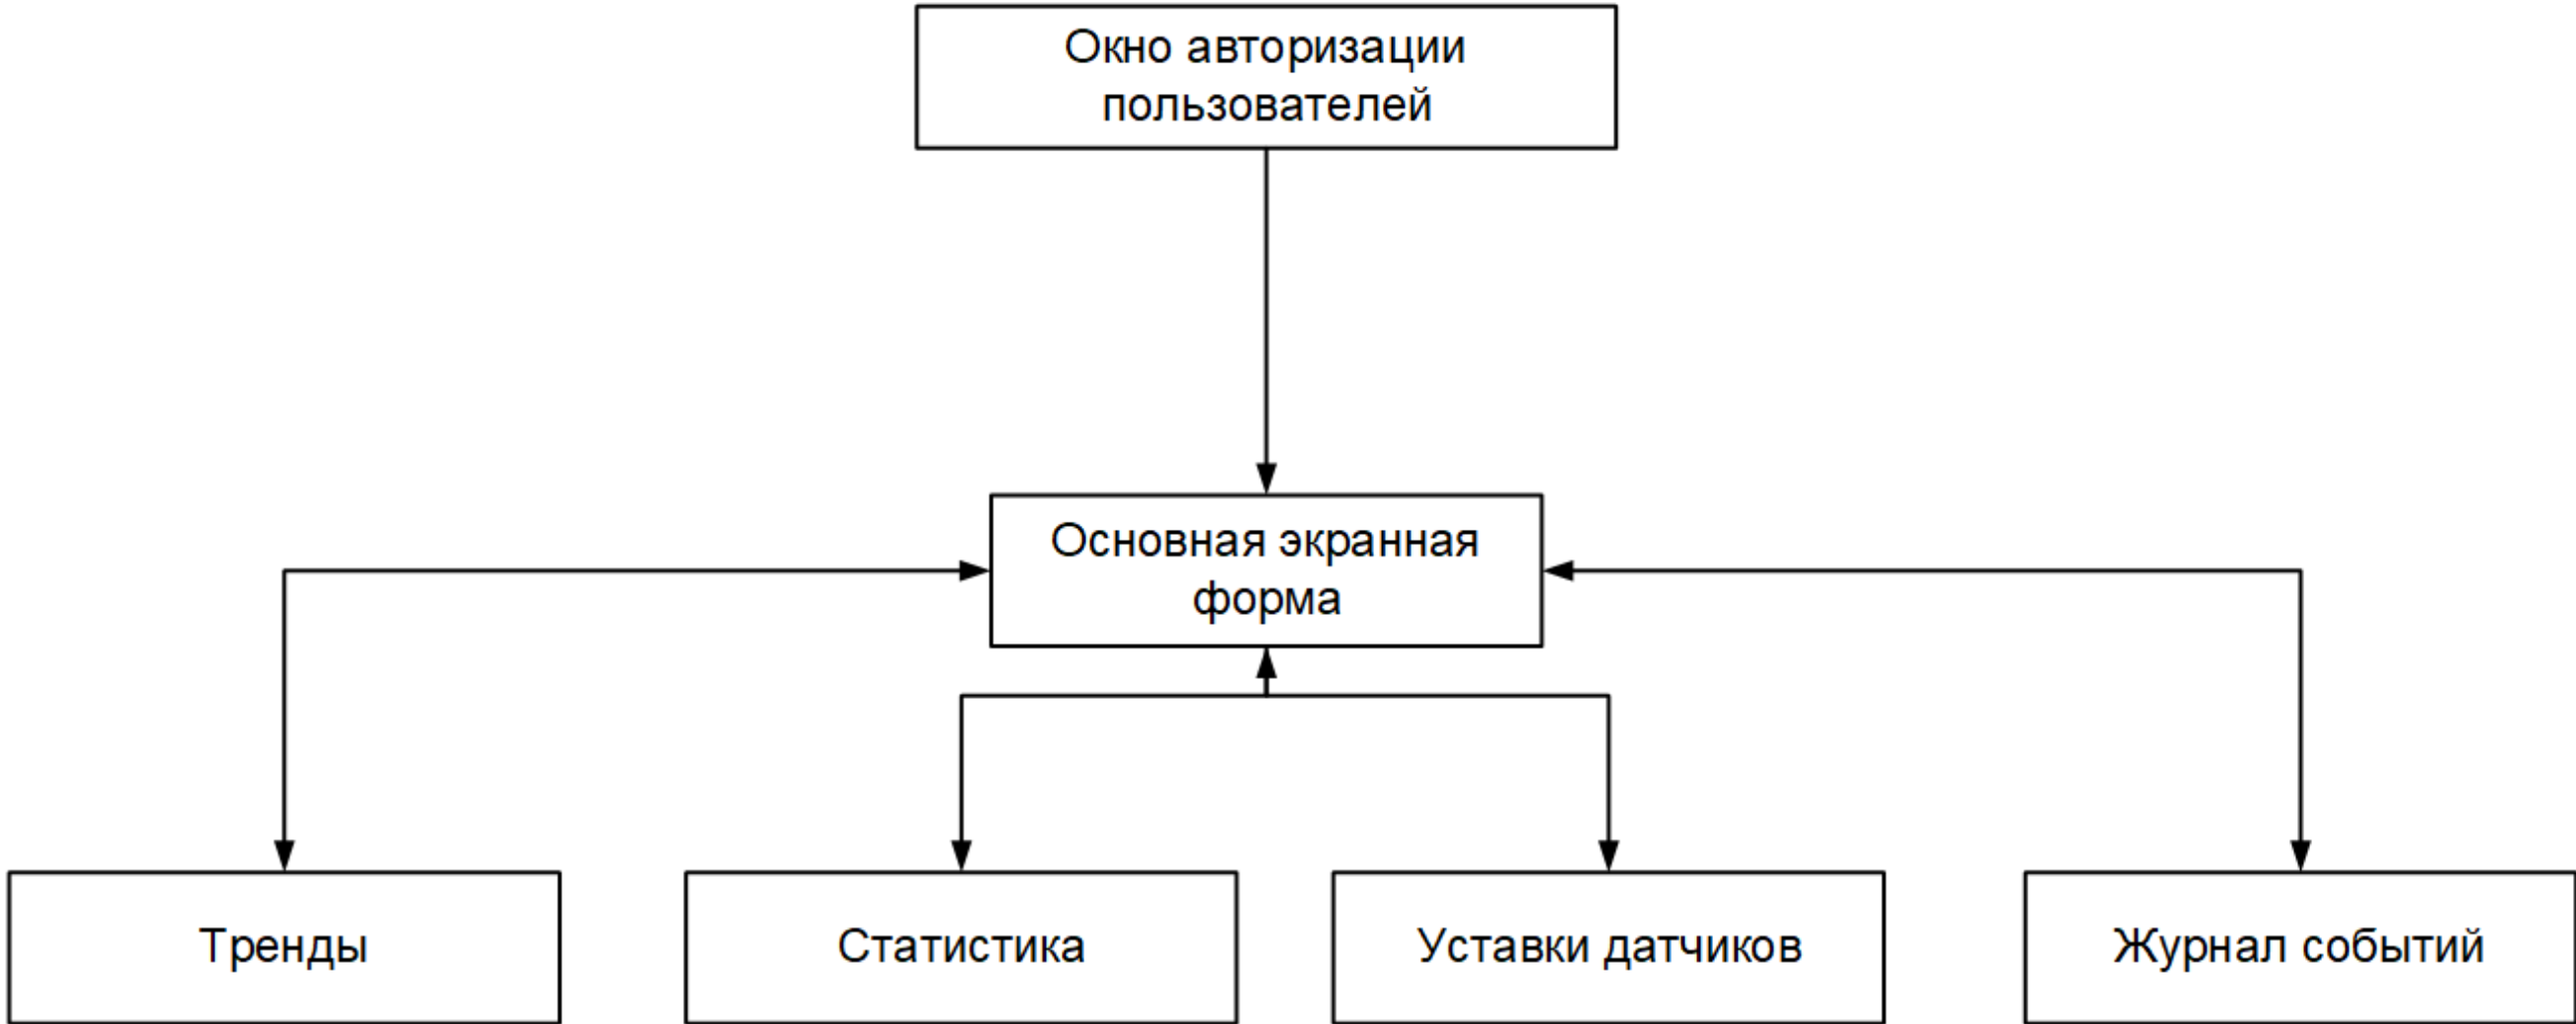 Окно авторизации
пользователей
Основная экранная
форма
Тренды
Статистика
Уставки датчиков
Журнал событий